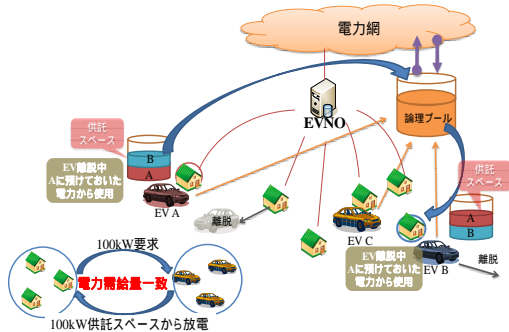 電力網
EVNO
論理プール
供託
スペース
B
A
EV離脱中
Aに預けておいた
電力から使用
EV A
離脱
EV C
EV離脱中
Aに預けておいた
電力から使用
供託
スペース
A
B
EV B
離脱
100kW要求
電力需給量一致
100kW供託スペースから放電